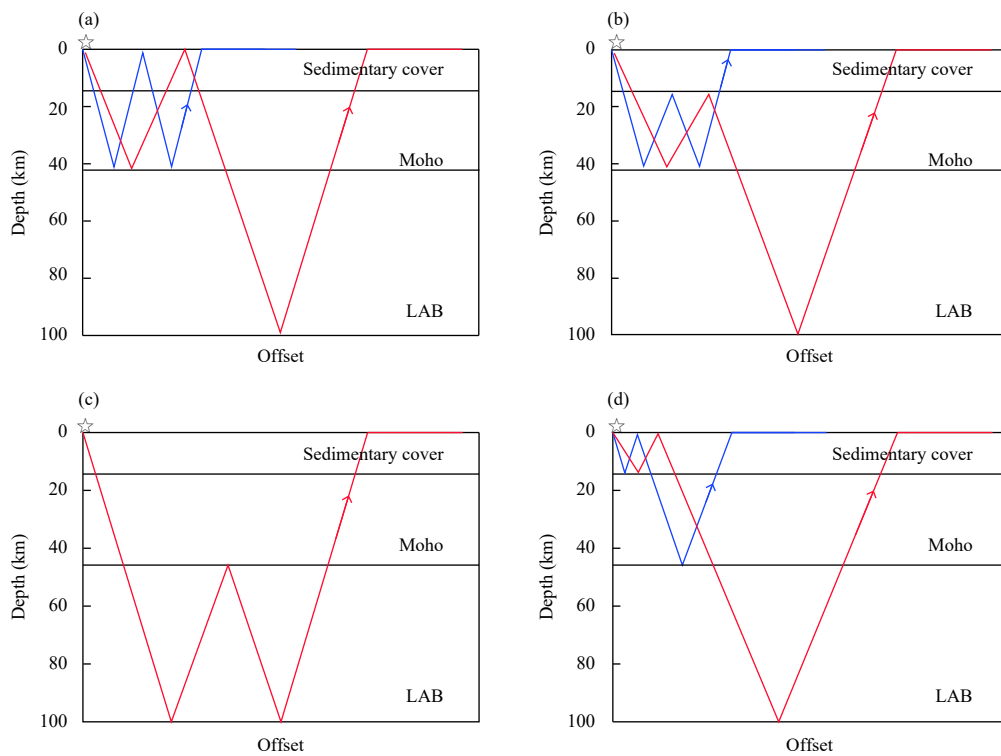 (a)
0
20
40
60
80
100
Depth (km)
Sedimentary cover
Moho
LAB
Offset
(b)
0
20
40
60
80
100
Depth (km)
Sedimentary cover
Moho
LAB
Offset
(c)
0
20
40
60
80
100
Depth (km)
Sedimentary cover
Moho
LAB
Offset
(d)
0
20
40
60
80
100
Depth (km)
Sedimentary cover
Moho
LAB
Offset